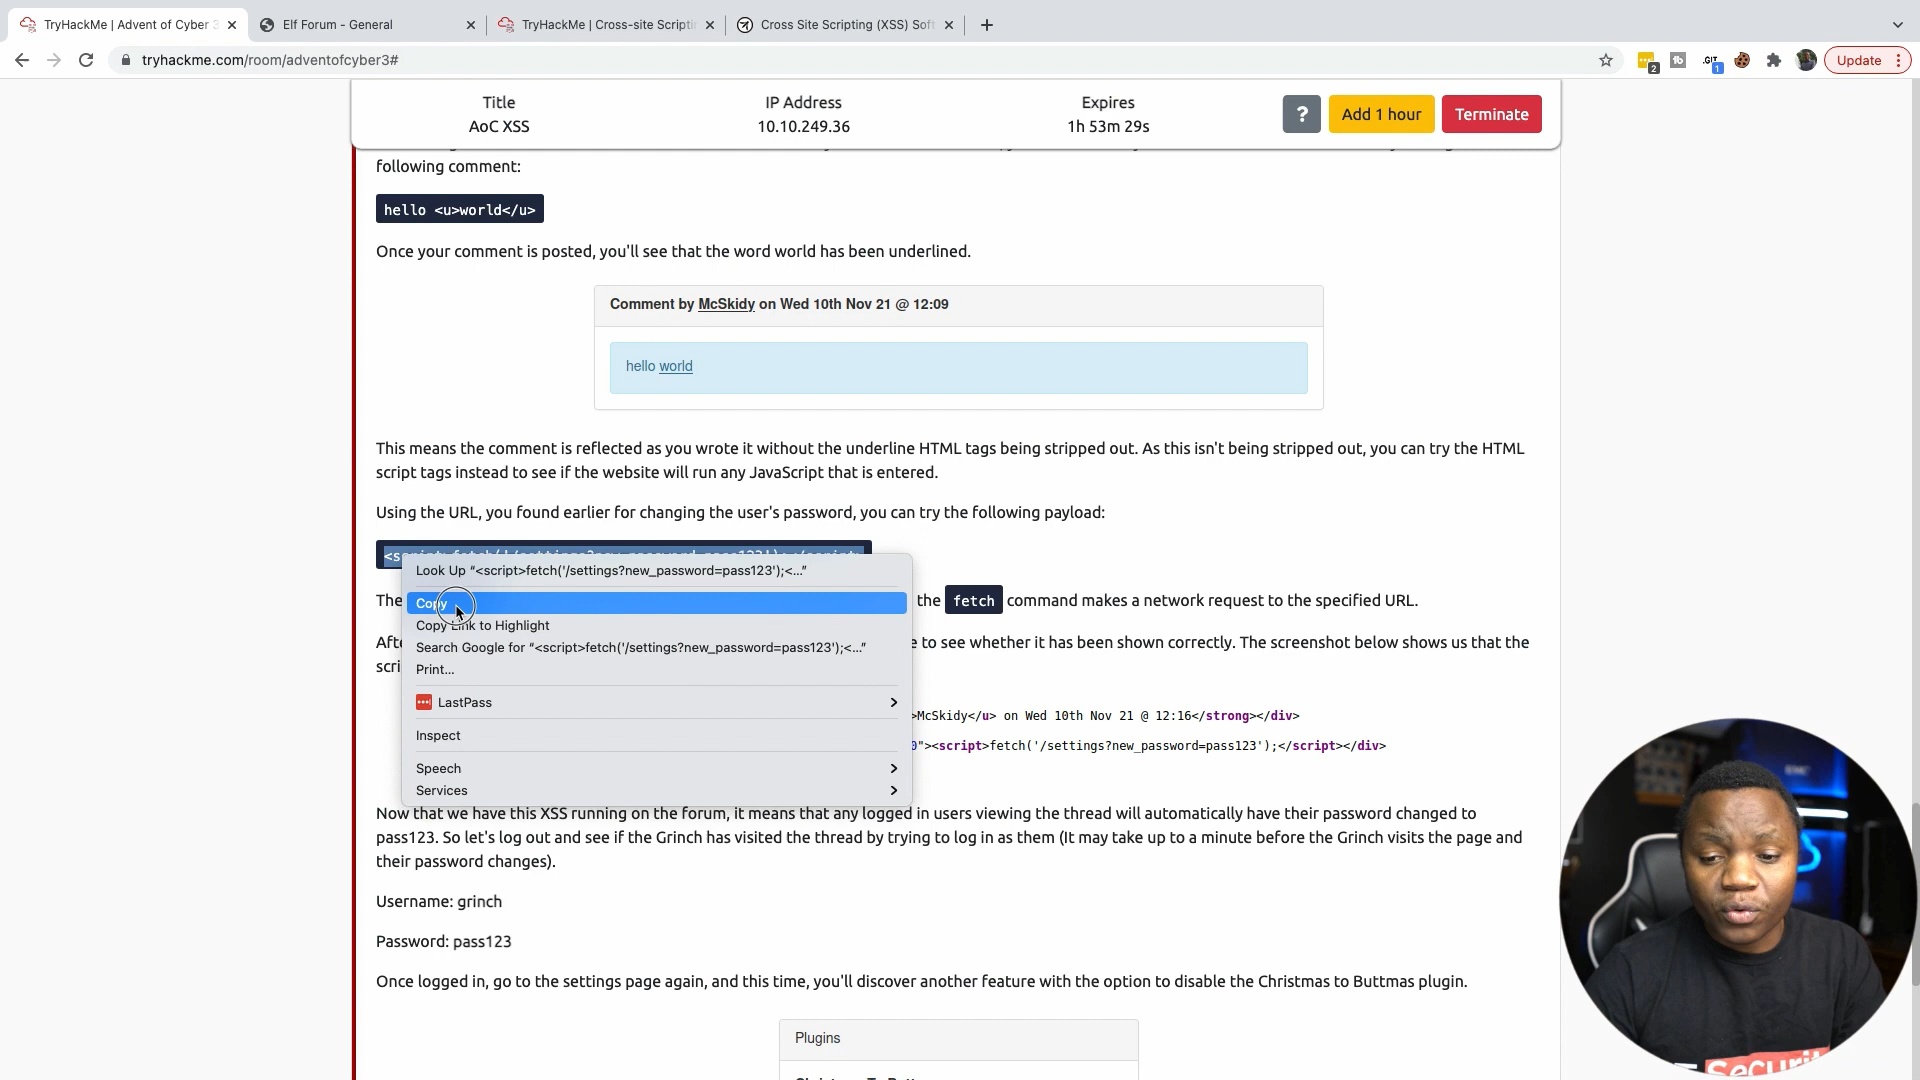 TryHackMe | Advent of Cyber 3
Elf Forum - General
TryHackMe | Cross-site Scripti
Cross Site Scripting (XSS) Soft
tryhackme.com/room/adventofcyber3#
2
1
Update
Title
AoC XSS
IP Address
10.10.249.36
Expires
1h 53m 29s
?
Add 1 hour
Terminate
following comment:
hello <u>world</u>
Once your comment is posted, you'll see that the word world has been underlined.
Comment by McSkidy on Wed 10th Nov 21 @ 12:09
hello world
This means the comment is reflected as you wrote it without the underline HTML tags being stripped out. As this isn't being stripped out, you can try the HTML
script tags instead to see if the website will run any JavaScript that is entered.
Using the URL, you found earlier for changing the user's password, you can try the following payload:
<script>fetch('/settings?new_password=pass123');</script>
Look Up “<script>fetch('/settings?new_password=pass123');<...”
The
Copy
the fetch command makes a network request to the specified URL.
Copy Link to Highlight
Afte
e to see whether it has been shown correctly. The screenshot below shows us that the
Search Google for “<script>fetch('/settings?new_password=pass123');<...”
scri
Print...
LastPass
>McSkidy</u> on Wed 10th Nov 21 @ 12:16</strong></div>
Inspect
0"><script>fetch('/settings?new_password=pass123');</script></div>
Speech
Services
Now that we have this XSS running on the forum, it means that any logged in users viewing the thread will automatically have their password changed to
pass123. So let's log out and see if the Grinch has visited the thread by trying to log in as them (It may take up to a minute before the Grinch visits the page and
their password changes).
Username: grinch
Password: pass123
Once logged in, go to the settings page again, and this time, you'll discover another feature with the option to disable the Christmas to Buttmas plugin.
Plugins